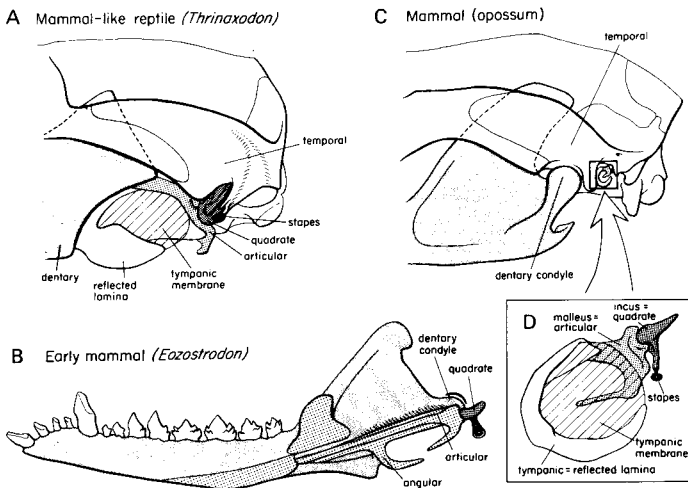 A Mammal-like reptile (Thrinaxodon)
temporal
stapes
quadrate
articular
tympanic
membrane
reflected
lamina
dentary
B Early mammal (Eozostrodon)
dentary
condyle
quadrate
articular
angular
C Mammal (opossum)
temporal
dentary condyle
D
malleus =
articular
incus =
quadrate
stapes
tympanic
membrane
tympanic = reflected lamina